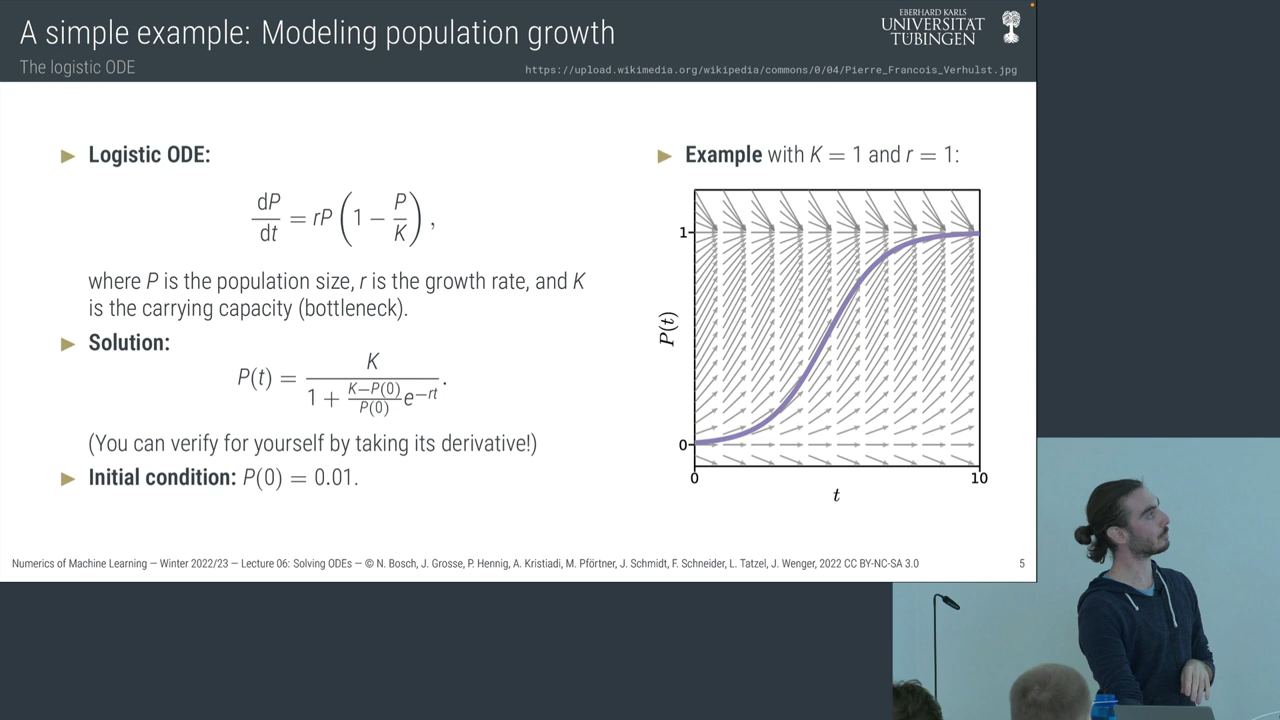 A simple example: Modeling population growth
The logistic ODE
https://upload.wikimedia.org/wikipedia/commons/0/04/Pierre_Francois_Verhulst.jpg
EBERHARD KARLS
UNIVERSITÄT
TÜBINGEN
▶ Logistic ODE:
dP/dt = rP (1 − P/K),
where P is the population size, r is the growth rate, and K
is the carrying capacity (bottleneck).
▶ Solution:
P(t) = K / (1 + (K−P(0))/P(0) e^{−rt}).
(You can verify for yourself by taking its derivative!)
▶ Initial condition: P(0) = 0.01.
▶ Example with K = 1 and r = 1:
1
P(t)
0
0 10
t
Numerics of Machine Learning — Winter 2022/23 — Lecture 06: Solving ODEs — © N. Bosch, J. Grosse, P. Hennig, A. Kristiadi, M. Pförtner, J. Schmidt, F. Schneider, L. Tatzel, J. Wenger, 2022 CC BY-NC-SA 3.0
5